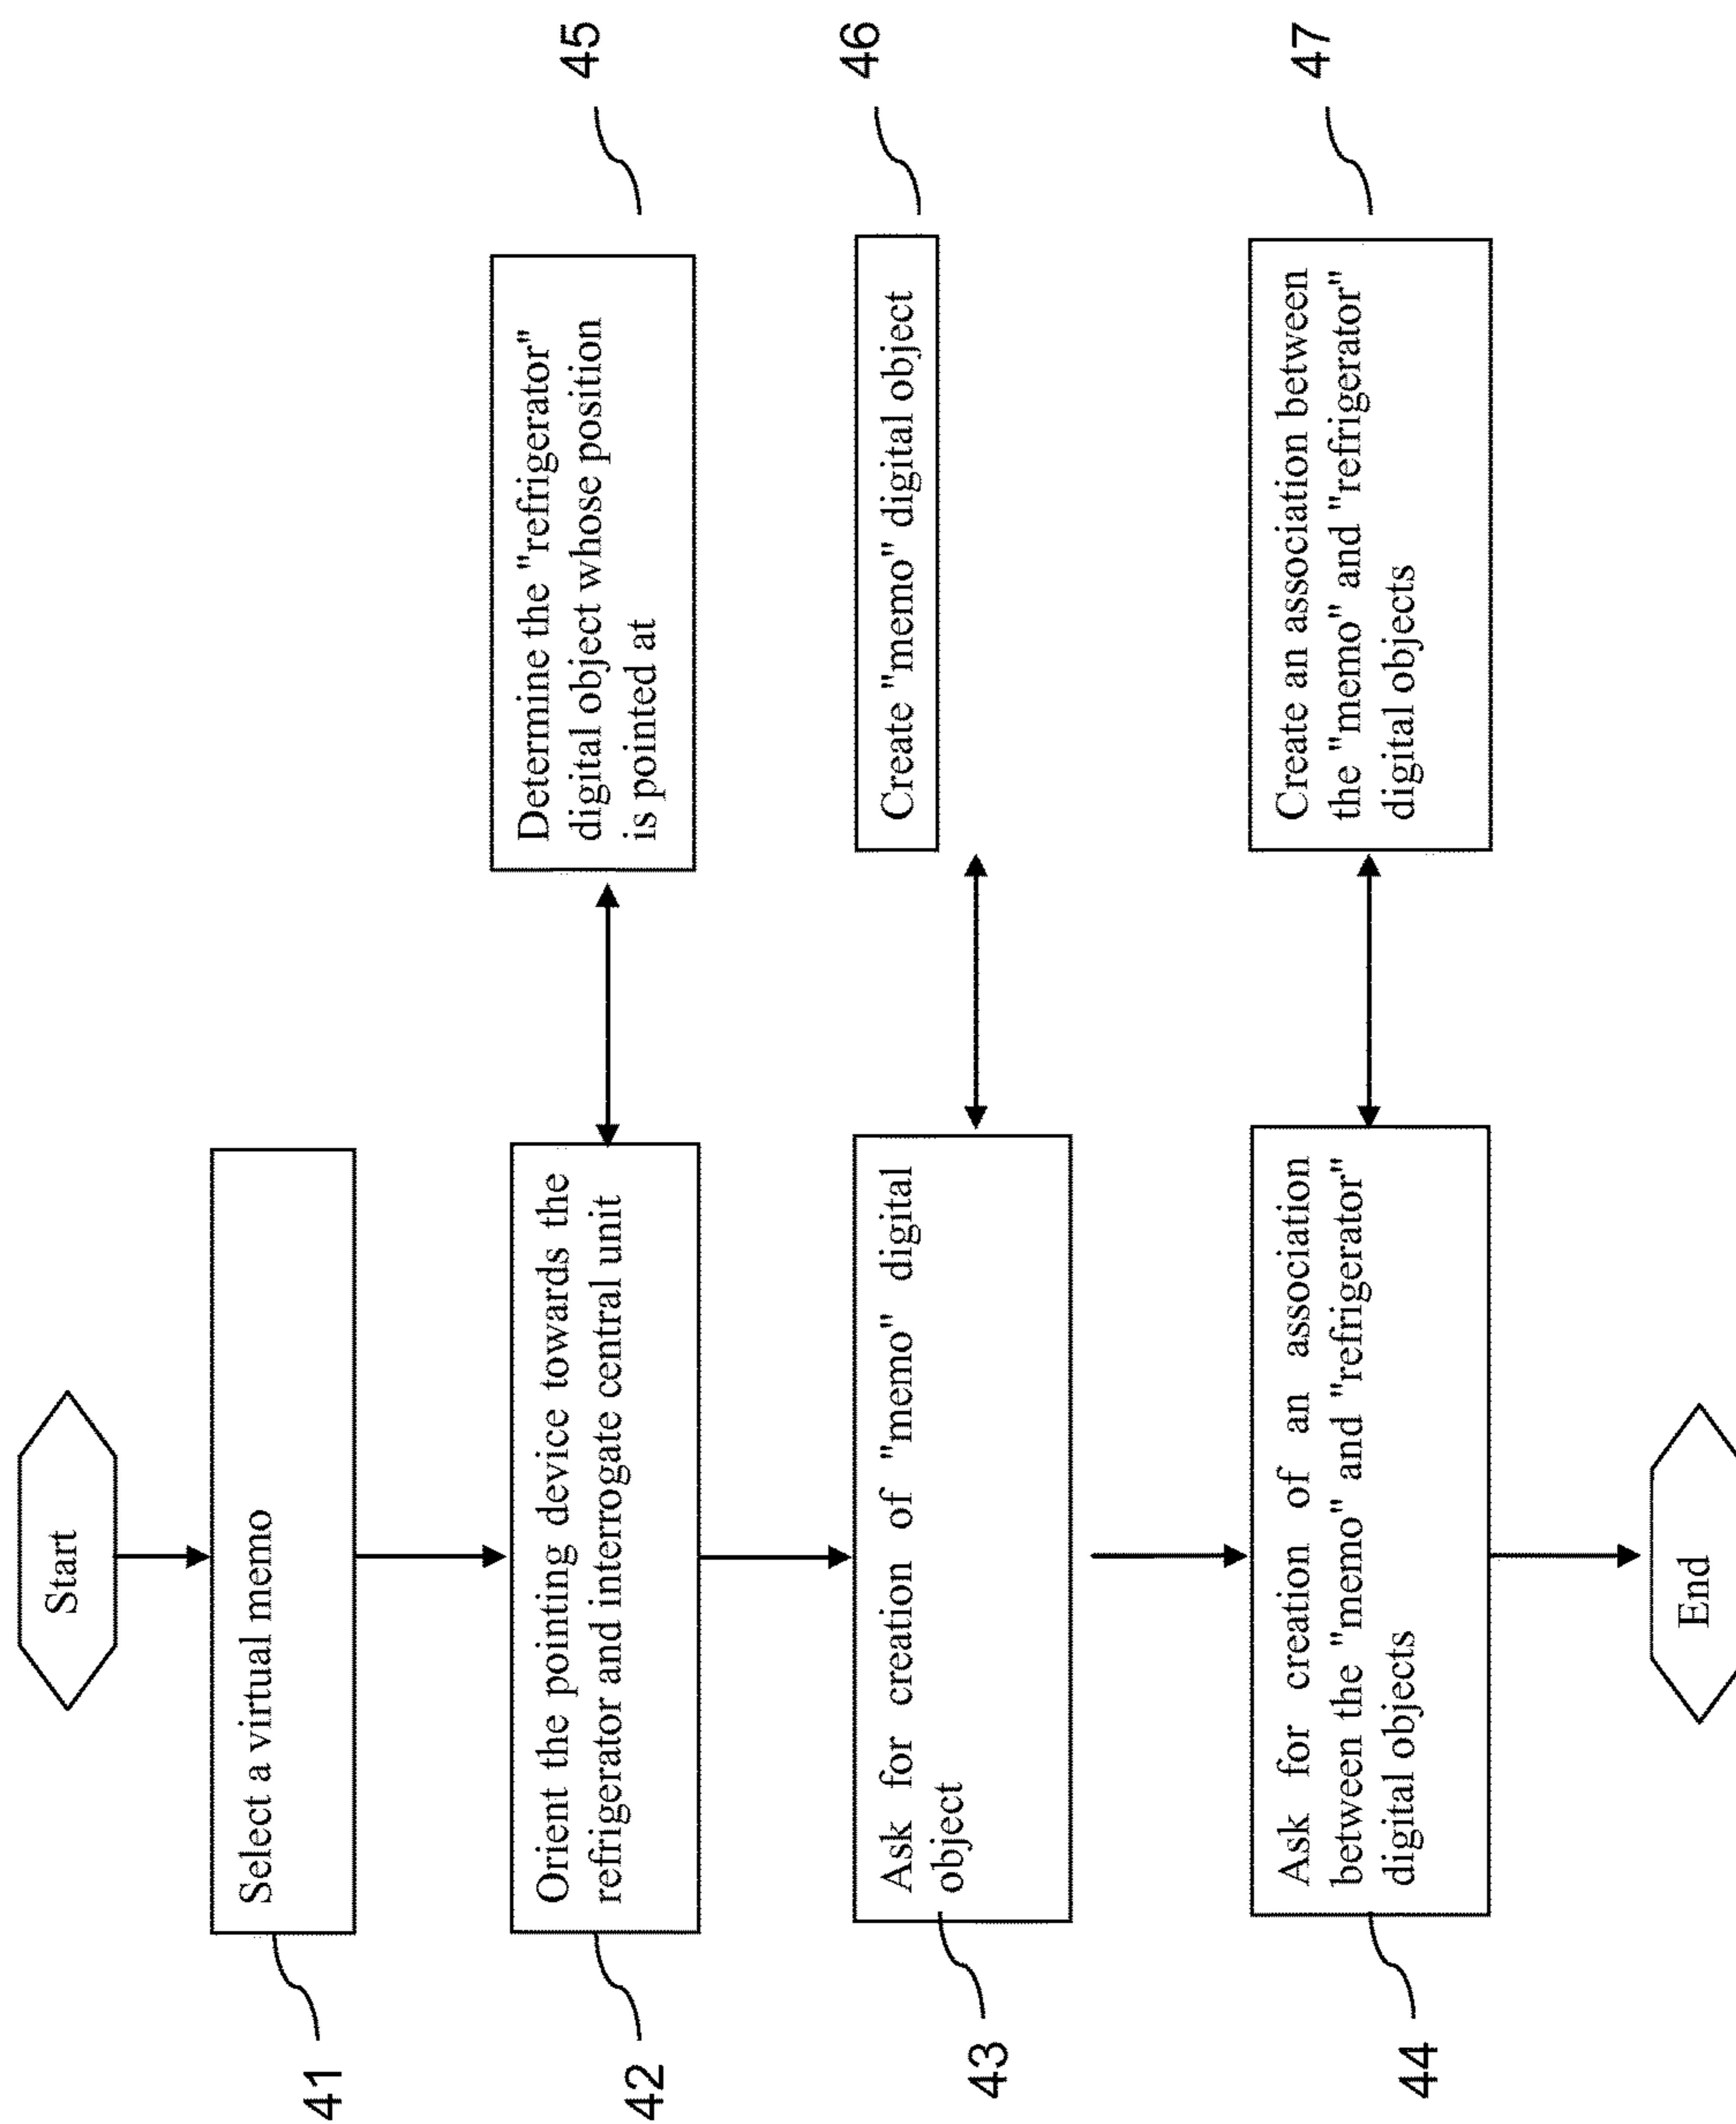 Start
Select a virtual memo
41
Orient the pointing device towards the
refrigerator and interrogate central unit
42
Determine the "refrigerator"
digital object whose position
is pointed at
45
Ask for creation of "memo" digital
object
43
Create "memo" digital object
46
Ask for creation of an association
between the "memo" and "refrigerator"
digital objects
44
Create an association between
the "memo" and "refrigerator"
digital objects
47
End